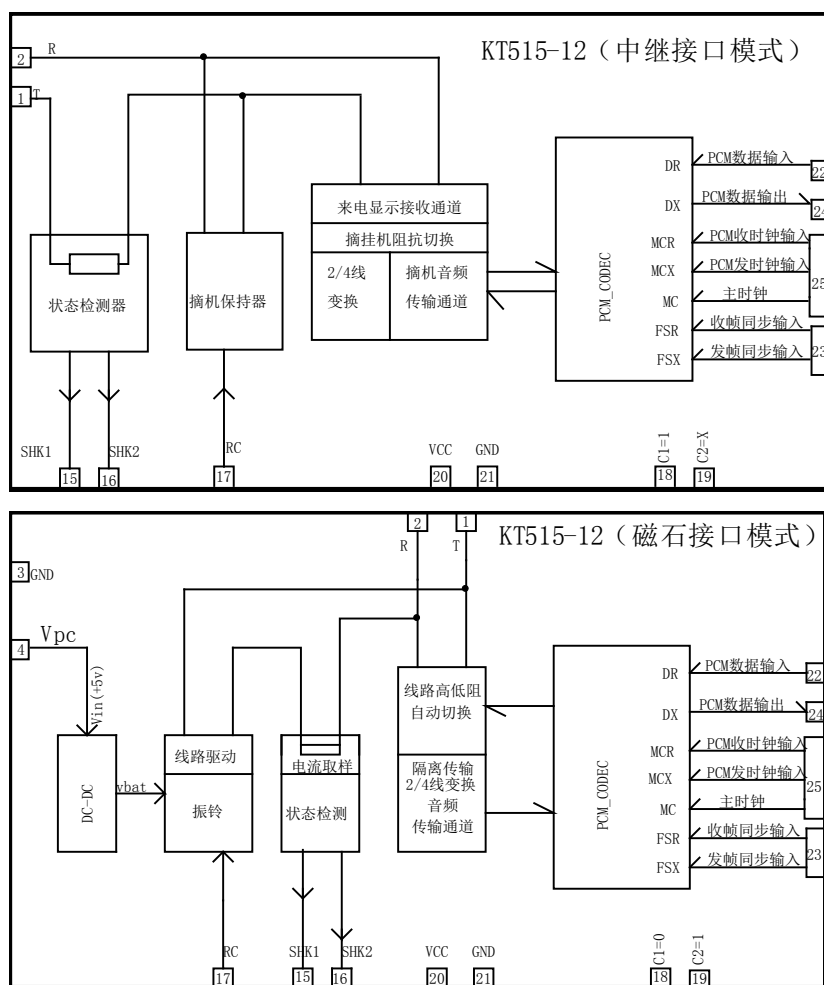 KT515-12（中继接口模式）
2
R
1
T
来电显示接收通道
摘挂机阻抗切换
2/4线
变换
摘机音频
传输通道
状态检测器
摘机保持器
PCM_CODEC
DR
PCM数据输入
22
DX
PCM数据输出
24
MCR
PCM收时钟输入
MCX
PCM发时钟输入
25
MC
主时钟
FSR
收帧同步输入
FSX
发帧同步输入
23
SHK1
15
SHK2
16
RC
17
VCC
20
GND
21
C1=1
18
C2=X
19
KT515-12（磁石接口模式）
2
1
R
T
3
GND
4
Vpc
Vin(+5v)
DC-DC
vbat
线路驱动
振铃
电流取样
状态检测
线路高低阻
自动切换
隔离传输
2/4线变换
音频
传输通道
PCM_CODEC
DR
PCM数据输入
22
DX
PCM数据输出
24
MCR
PCM收时钟输入
MCX
PCM发时钟输入
25
MC
主时钟
FSR
收帧同步输入
FSX
发帧同步输入
23
RC
17
SHK1
15
SHK2
16
VCC
20
GND
21
C1=0
18
C2=1
19